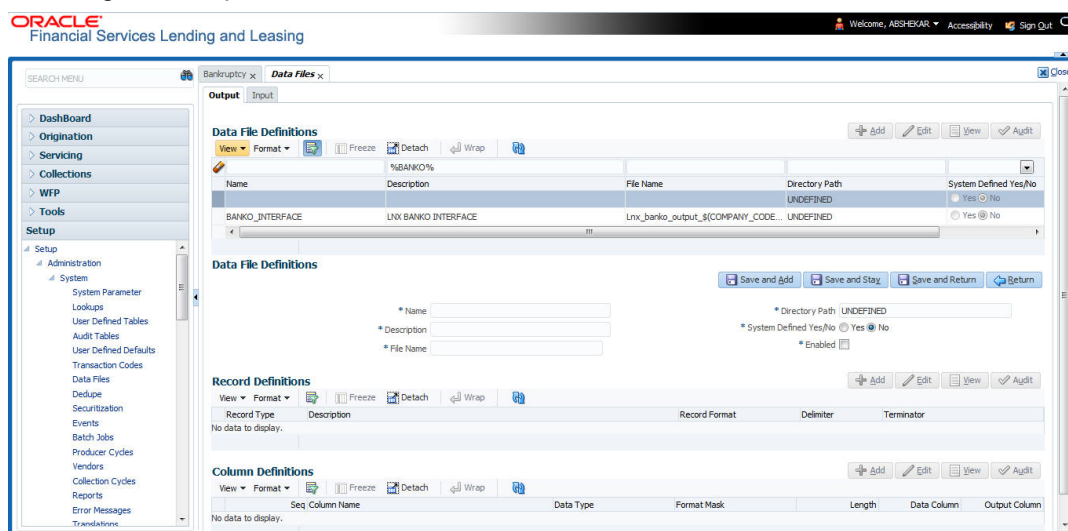 ORACLE
Financial Services Lending and Leasing
Welcome, ABSHEKAR Accessibility Sign Out
SEARCH MENU
Bankruptcy x Data Files x Close
Output Input
DashBoard
Origination
Servicing
Collections
WFP
Tools
Setup
Setup
Administration
System
System Parameter
Lookups
User Defined Tables
Audit Tables
User Defined Defaults
Transaction Codes
Data Files
Dedupe
Securitization
Events
Batch Jobs
Producer Cycles
Vendors
Collection Cycles
Reports
Error Messages
Translations
Data File Definitions
Add Edit View Audit
View Format Freeze Detach Wrap
%BANKO%
Name Description File Name Directory Path System Defined Yes/No
UNDEFINED Yes No
BANKO_INTERFACE LNX BANKO INTERFACE Lnx_banko_output_$(COMPANY_CODE... UNDEFINED Yes No
Data File Definitions
Save and Add Save and Stay Save and Return Return
* Name
* Description
* File Name
* Directory Path UNDEFINED
* System Defined Yes/No Yes No
* Enabled
Record Definitions
Add Edit View Audit
View Format Freeze Detach Wrap
Record Type Description Record Format Delimiter Terminator
No data to display.
Column Definitions
Add Edit View Audit
View Format Freeze Detach Wrap
Seq Column Name Data Type Format Mask Length Data Column Output Column
No data to display.